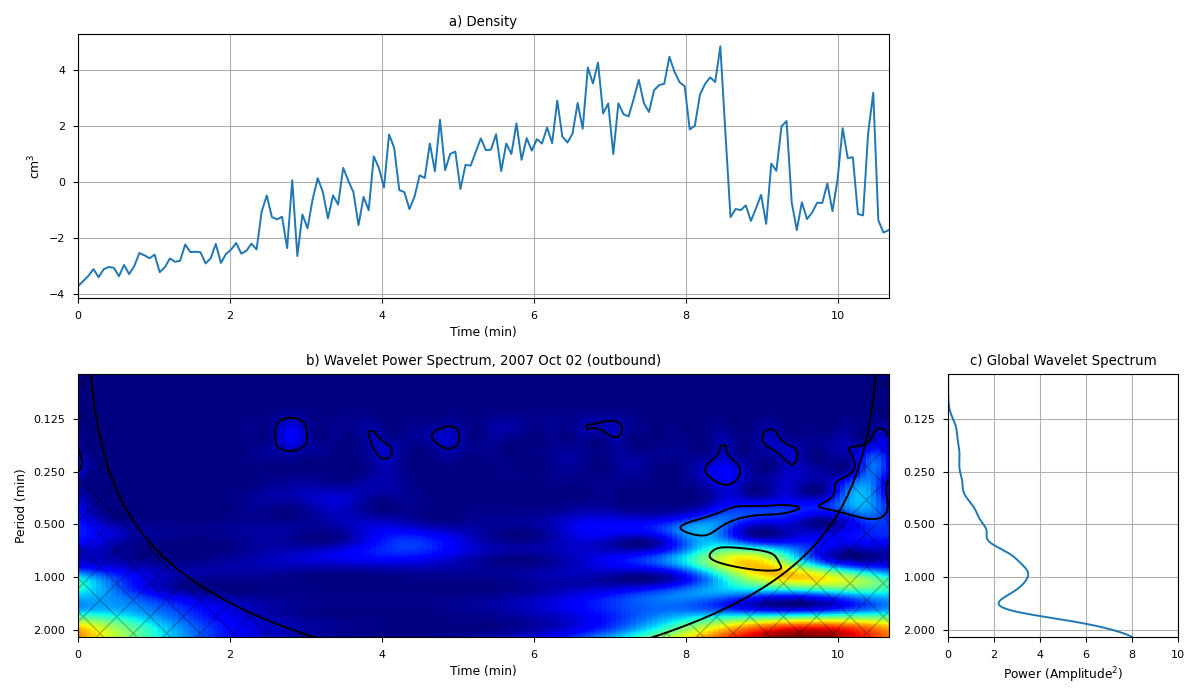 a) Density
cm³
4
2
0
−2
−4
0 2 4 6 8 10
Time (min)
b) Wavelet Power Spectrum, 2007 Oct 02 (outbound)
Period (min)
0.125
0.250
0.500
1.000
2.000
0 2 4 6 8 10
Time (min)
c) Global Wavelet Spectrum
0.125
0.250
0.500
1.000
2.000
0 2 4 6 8 10
Power (Amplitude²)